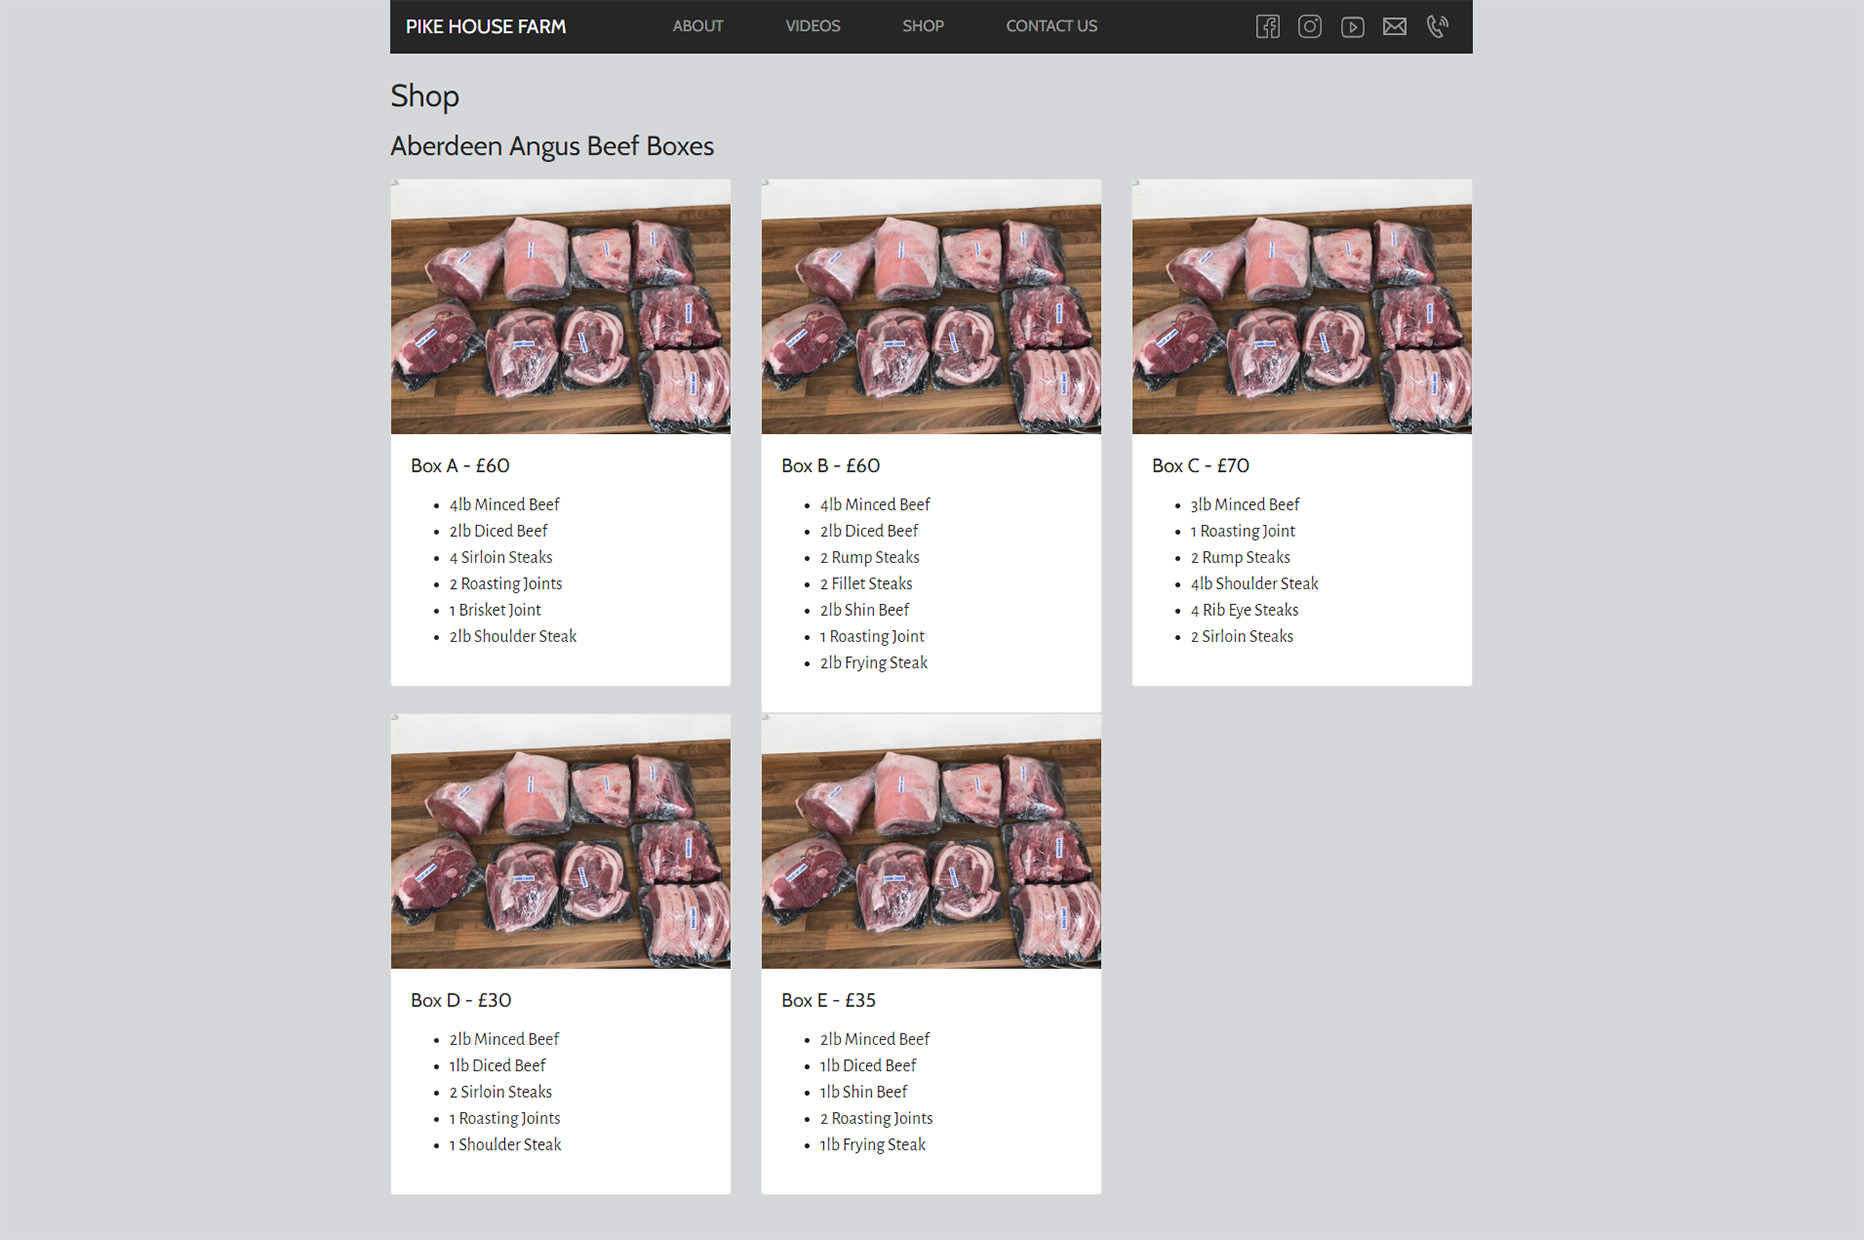 PIKE HOUSE FARM ABOUT VIDEOS SHOP CONTACT US
Shop
Aberdeen Angus Beef Boxes
Box A - £60
4lb Minced Beef
2lb Diced Beef
4 Sirloin Steaks
2 Roasting Joints
1 Brisket Joint
2lb Shoulder Steak
Box B - £60
4lb Minced Beef
2lb Diced Beef
2 Rump Steaks
2 Fillet Steaks
2lb Shin Beef
1 Roasting Joint
2lb Frying Steak
Box C - £70
3lb Minced Beef
1 Roasting Joint
2 Rump Steaks
4lb Shoulder Steak
4 Rib Eye Steaks
2 Sirloin Steaks
Box D - £30
2lb Minced Beef
1lb Diced Beef
2 Sirloin Steaks
1 Roasting Joints
1 Shoulder Steak
Box E - £35
2lb Minced Beef
1lb Diced Beef
1lb Shin Beef
2 Roasting Joints
1lb Frying Steak